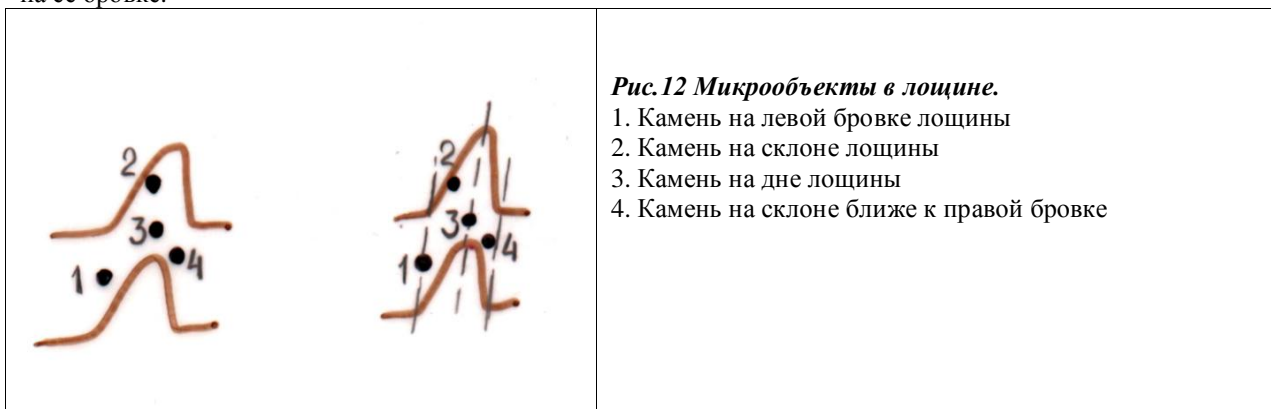 на ее бровке.
Рис.12 Микрообъекты в лощине.
1. Камень на левой бровке лощины
2. Камень на склоне лощины
3. Камень на дне лощины
4. Камень на склоне ближе к правой бровке
2
3
1
4
2
3
1
4